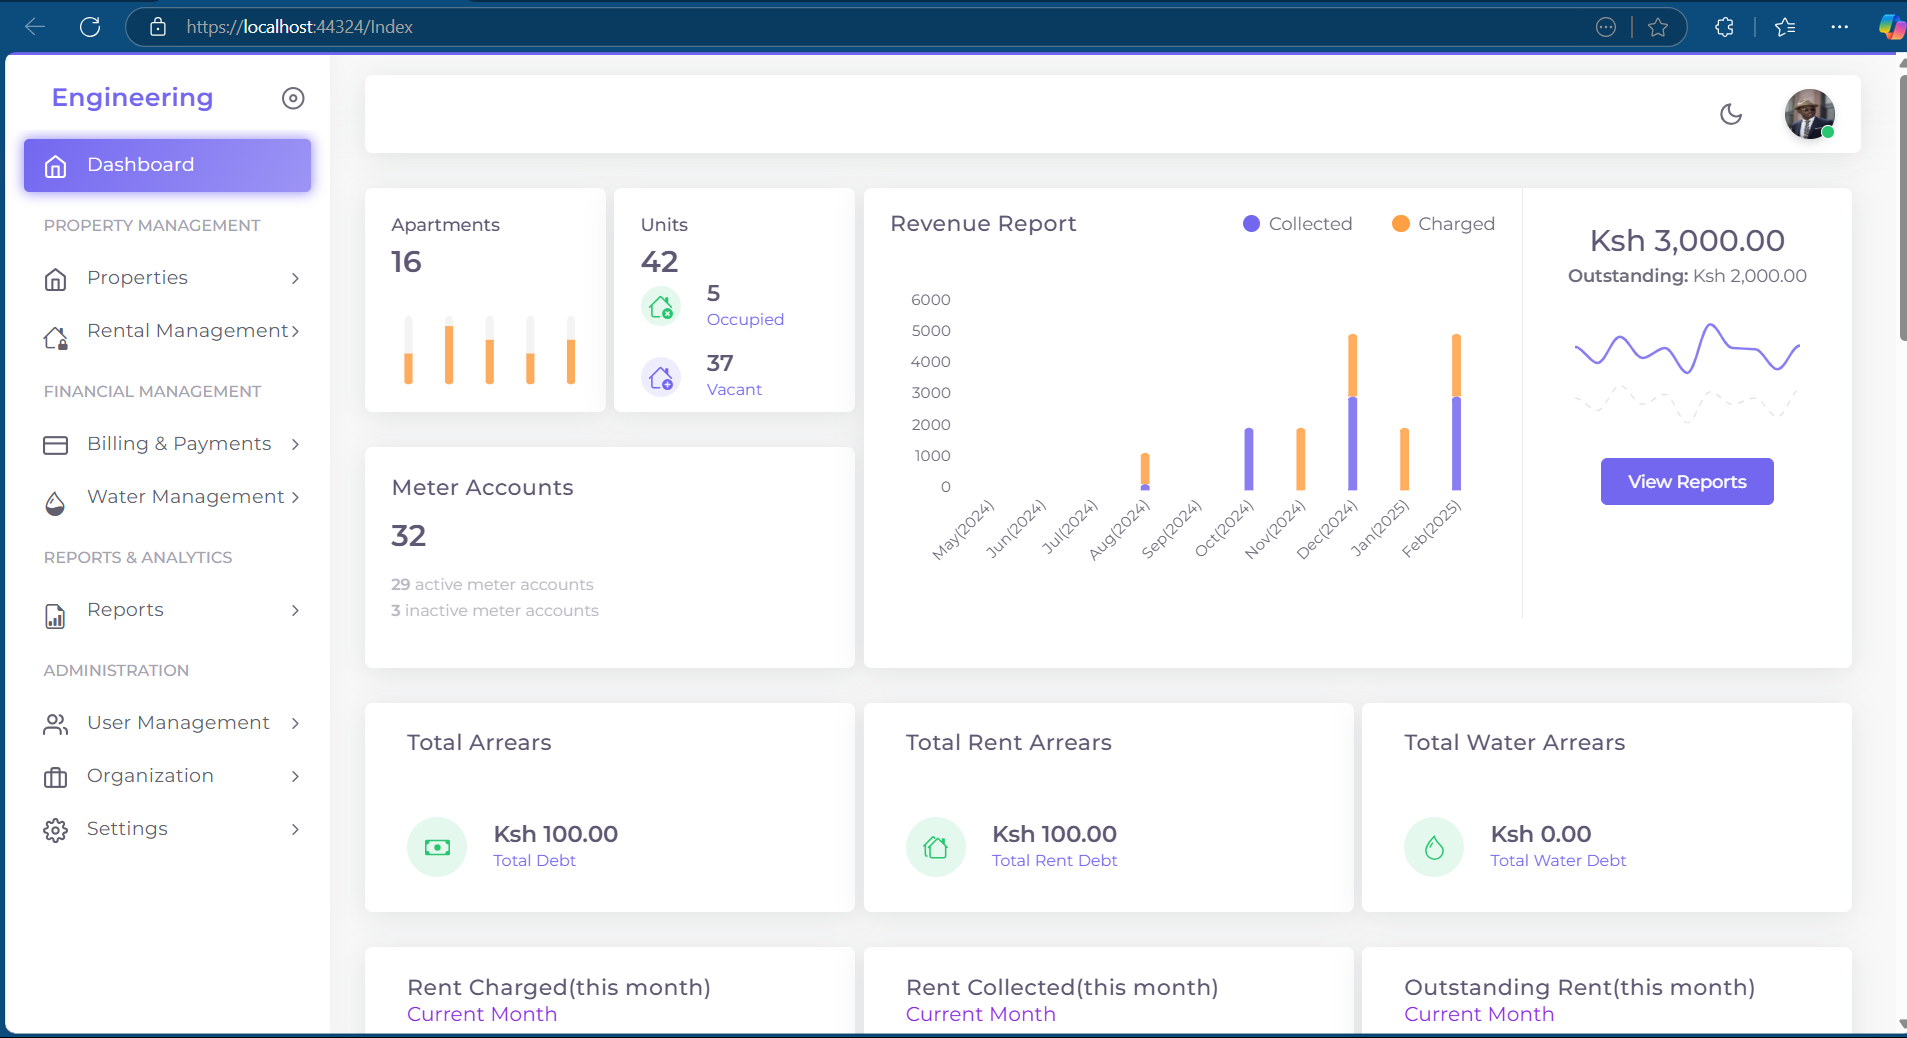 https://localhost:44324/Index
Engineering
Dashboard
PROPERTY MANAGEMENT
Properties
Rental Management
FINANCIAL MANAGEMENT
Billing & Payments
Water Management
REPORTS & ANALYTICS
Reports
ADMINISTRATION
User Management
Organization
Settings
Apartments
16
Units
42
5
Occupied
37
Vacant
Meter Accounts
32
29 active meter accounts
3 inactive meter accounts
Revenue Report
Collected
Charged
6000
5000
4000
3000
2000
1000
0
May(2024)
Jun(2024)
Jul(2024)
Aug(2024)
Sep(2024)
Oct(2024)
Nov(2024)
Dec(2024)
Jan(2025)
Feb(2025)
Ksh 3,000.00
Outstanding: Ksh 2,000.00
View Reports
Total Arrears
Ksh 100.00
Total Debt
Total Rent Arrears
Ksh 100.00
Total Rent Debt
Total Water Arrears
Ksh 0.00
Total Water Debt
Rent Charged(this month)
Current Month
Rent Collected(this month)
Current Month
Outstanding Rent(this month)
Current Month